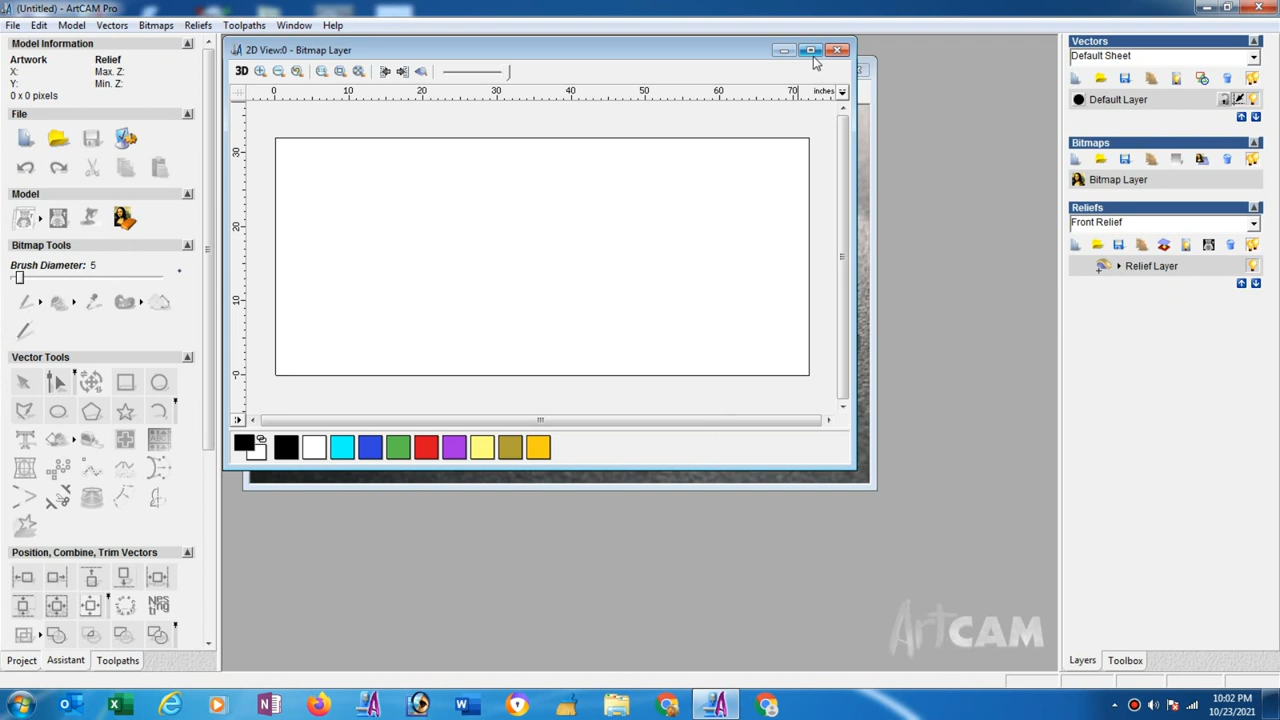 (Untitled) - ArtCAM Pro
File Edit Model Vectors Bitmaps Reliefs Toolpaths Window Help
Model Information
Artwork Relief
X: Max. Z:
Y: Min. Z:
0 x 0 pixels
File
Model
Bitmap Tools
Brush Diameter: 5
Vector Tools
Nes ting
Position, Combine, Trim Vectors
Nes ting
Project Assistant Toolpaths
2D View:0 - Bitmap Layer
3D
0 10 20 30 40 50 60 70 inches
30
20
10
-0
ArtCAM
Vectors
Default Sheet
Default Layer
Bitmaps
Bitmap Layer
Reliefs
Front Relief
Relief Layer
Layers Toolbox
10:02 PM
10/23/2021